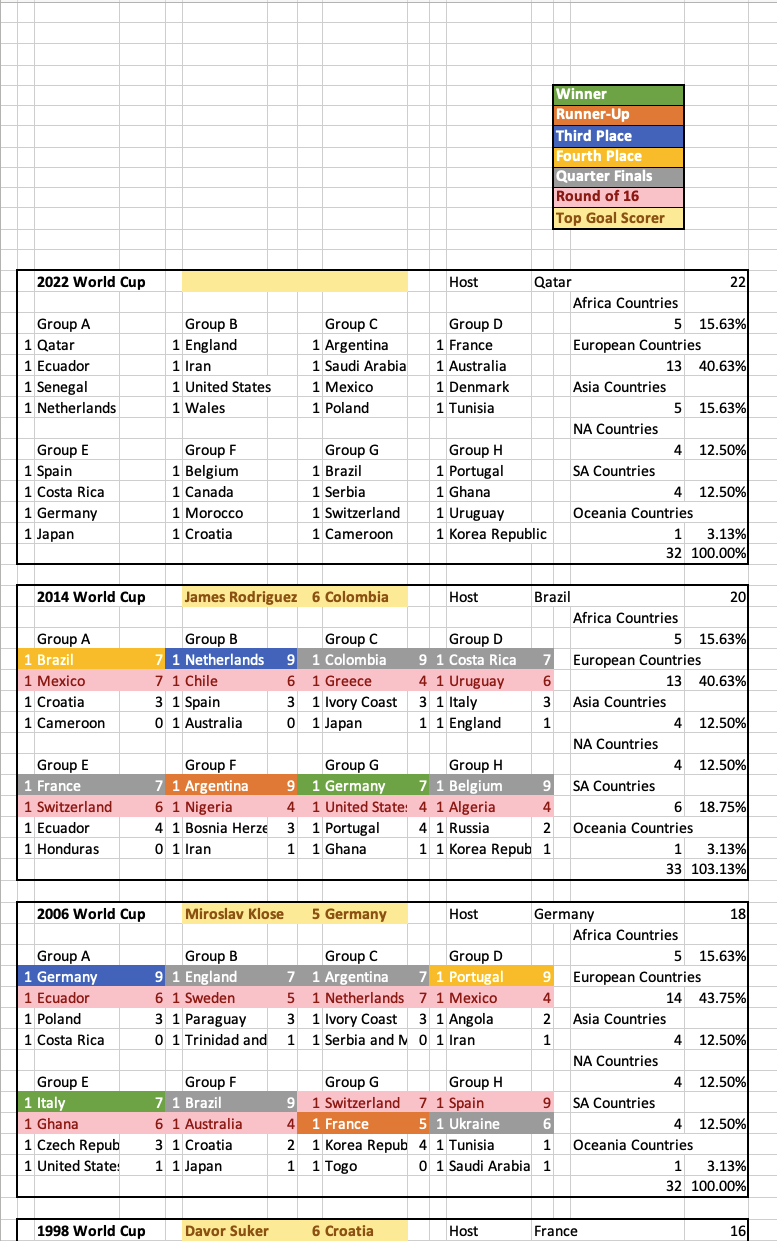 Winner
Runner-Up
Third Place
Fourth Place
Quarter Finals
Round of 16
Top Goal Scorer
2022 World Cup Host Qatar 22
Africa Countries
Group A Group B Group C Group D 5 15.63%
1 Qatar 1 England 1 Argentina 1 France European Countries
1 Ecuador 1 Iran 1 Saudi Arabia 1 Australia 13 40.63%
1 Senegal 1 United States 1 Mexico 1 Denmark Asia Countries
1 Netherlands 1 Wales 1 Poland 1 Tunisia 5 15.63%
NA Countries
Group E Group F Group G Group H 4 12.50%
1 Spain 1 Belgium 1 Brazil 1 Portugal SA Countries
1 Costa Rica 1 Canada 1 Serbia 1 Ghana 4 12.50%
1 Germany 1 Morocco 1 Switzerland 1 Uruguay Oceania Countries
1 Japan 1 Croatia 1 Cameroon 1 Korea Republic 1 3.13%
32 100.00%
2014 World Cup James Rodriguez 6 Colombia Host Brazil 20
Africa Countries
Group A Group B Group C Group D 5 15.63%
1 Brazil 7 1 Netherlands 9 1 Colombia 9 1 Costa Rica 7 European Countries
1 Mexico 7 1 Chile 6 1 Greece 4 1 Uruguay 6 13 40.63%
1 Croatia 3 1 Spain 3 1 Ivory Coast 3 1 Italy 3 Asia Countries
1 Cameroon 0 1 Australia 0 1 Japan 1 1 England 1 4 12.50%
NA Countries
Group E Group F Group G Group H 4 12.50%
1 France 7 1 Argentina 9 1 Germany 7 1 Belgium 9 SA Countries
1 Switzerland 6 1 Nigeria 4 1 United State 4 1 Algeria 4 6 18.75%
1 Ecuador 4 1 Bosnia Herze 3 1 Portugal 4 1 Russia 2 Oceania Countries
1 Honduras 0 1 Iran 1 1 Ghana 1 1 Korea Repub 1 1 3.13%
33 103.13%
2006 World Cup Miroslav Klose 5 Germany Host Germany 18
Africa Countries
Group A Group B Group C Group D 5 15.63%
1 Germany 9 1 England 7 1 Argentina 7 1 Portugal 9 European Countries
1 Ecuador 6 1 Sweden 5 1 Netherlands 7 1 Mexico 4 14 43.75%
1 Poland 3 1 Paraguay 3 1 Ivory Coast 3 1 Angola 2 Asia Countries
1 Costa Rica 0 1 Trinidad and 1 1 Serbia and M 0 1 Iran 1 4 12.50%
NA Countries
Group E Group F Group G Group H 4 12.50%
1 Italy 7 1 Brazil 9 1 Switzerland 7 1 Spain 9 SA Countries
1 Ghana 6 1 Australia 4 1 France 5 1 Ukraine 6 4 12.50%
1 Czech Repub 3 1 Croatia 2 1 Korea Repub 4 1 Tunisia 1 Oceania Countries
1 United State 1 1 Japan 1 1 Togo 0 1 Saudi Arabia 1 1 3.13%
32 100.00%
1998 World Cup Davor Suker 6 Croatia Host France 16